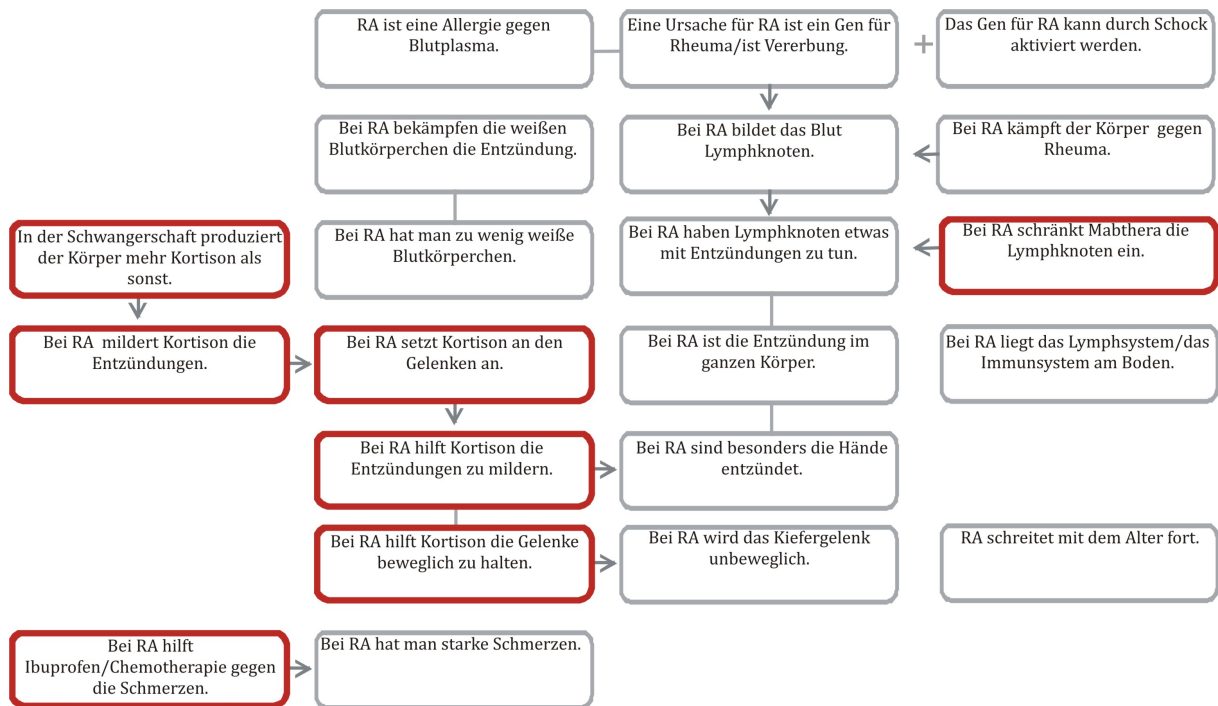 RA ist eine Allergie gegen
Blutplasma.
Eine Ursache für RA ist ein Gen für
Rheuma/ist Vererbung.
+
Das Gen für RA kann durch Schock
aktiviert werden.
Bei RA bekämpfen die weißen
Blutkörperchen die Entzündung.
Bei RA bildet das Blut
Lymphknoten.
Bei RA kämpft der Körper gegen
Rheuma.
In der Schwangerschaft produziert
der Körper mehr Kortison als
sonst.
Bei RA hat man zu wenig weiße
Blutkörperchen.
Bei RA haben Lymphknoten etwas
mit Entzündungen zu tun.
Bei RA schränkt Mabthera die
Lymphknoten ein.
Bei RA mildert Kortison die
Entzündungen.
Bei RA setzt Kortison an den
Gelenken an.
Bei RA ist die Entzündung im
ganzen Körper.
Bei RA liegt das Lymphsystem/das
Immunsystem am Boden.
Bei RA hilft Kortison die
Entzündungen zu mildern.
Bei RA sind besonders die Hände
entzündet.
Bei RA hilft Kortison die Gelenke
beweglich zu halten.
Bei RA wird das Kiefergelenk
unbeweglich.
RA schreitet mit dem Alter fort.
Bei RA hilft
Ibuprofen/Chemotherapie gegen
die Schmerzen.
Bei RA hat man starke Schmerzen.